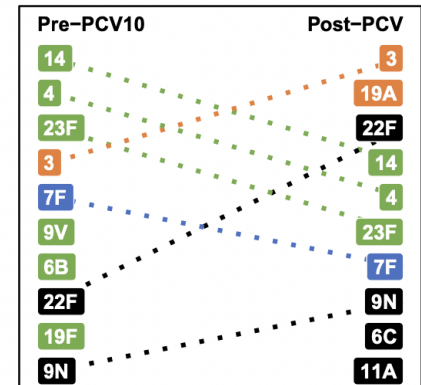 Pre-PCV10 Post-PCV
14 3
4 19A
23F 22F
3 14
7F 4
9V 23F
6B 7F
22F 9N
19F 6C
9N 11A